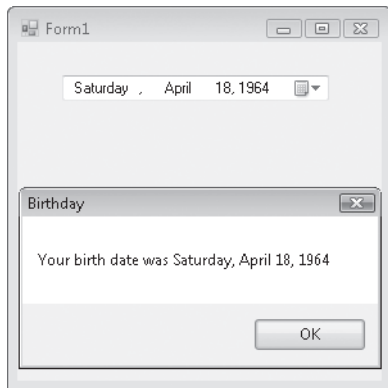 Form1
Saturday , April 18, 1964
Birthday
Your birth date was Saturday, April 18, 1964
OK